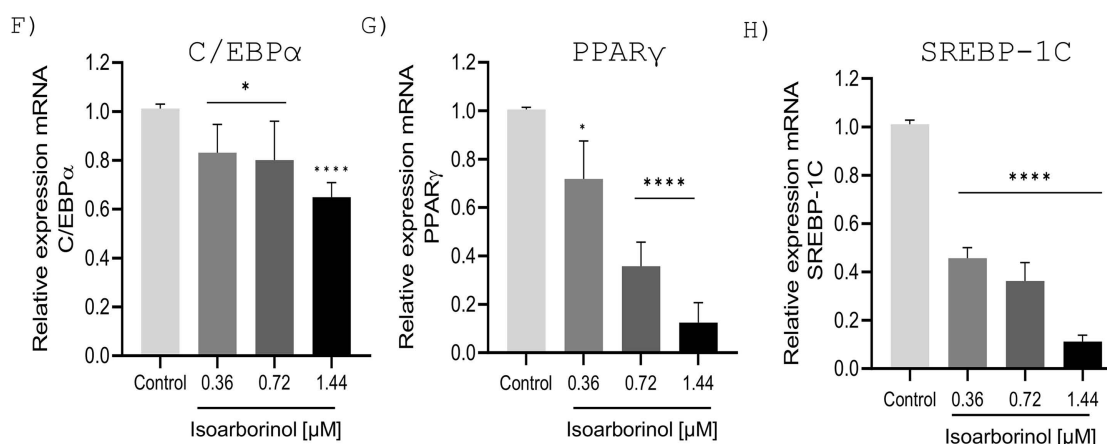 F)
C/EBPα
Relative expression mRNA
C/EBPα
1.2
1.0
0.8
0.6
0.4
0.2
0.0
*
****
Control
0.36
0.72
1.44
Isoarborinol [µM]
G)
PPARγ
Relative expression mRNA
PPARγ
1.2
1.0
0.8
0.6
0.4
0.2
0.0
*
****
Control
0.36
0.72
1.44
Isoarborinol [µM]
H)
SREBP-1C
Relative expression mRNA
SREBP-1C
1.2
1.0
0.8
0.6
0.4
0.2
0.0
****
Control
0.36
0.72
1.44
Isoarborinol [µM]